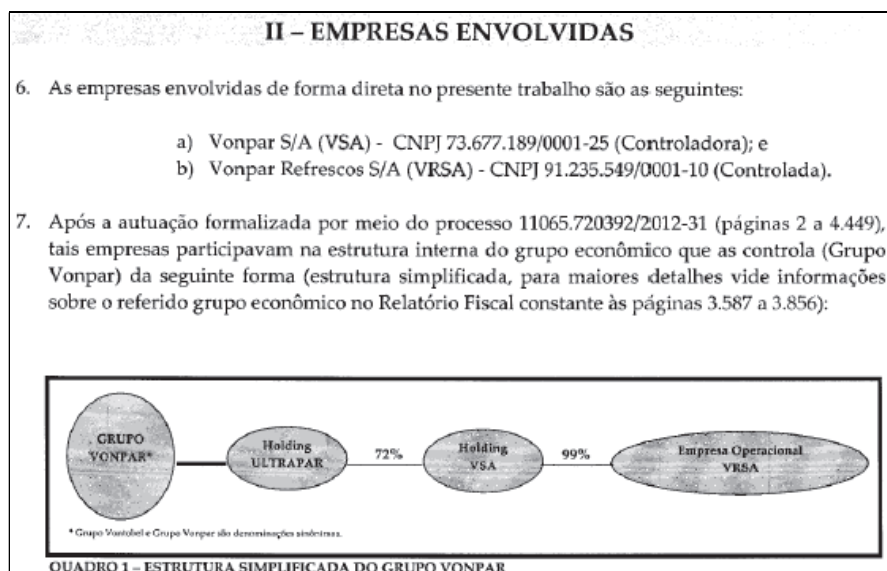 II – EMPRESAS ENVOLVIDAS
6. As empresas envolvidas de forma direta no presente trabalho são as seguintes:
a) Vonpar S/A (VSA) - CNPJ 73.677.189/0001-25 (Controladora); e
b) Vonpar Refrescos S/A (VRSA) - CNPJ 91.235.549/0001-10 (Controlada).
7. Após a autuação formalizada por meio do processo 11065.720392/2012-31 (páginas 2 a 4.449),
tais empresas participavam na estrutura interna do grupo econômico que as controla (Grupo
Vonpar) da seguinte forma (estrutura simplificada, para maiores detalhes vide informações
sobre o referido grupo econômico no Relatório Fiscal constante às páginas 3.587 a 3.856):
GRUPO
VONPAR*
Holding
ULTRAPAR
72%
Holding
VSA
99%
Empresa Operacional
VRSA
* Grupo Vontobel e Grupo Vonpar são denominações sinônimas.
QUADRO 1 – ESTRUTURA SIMPLIFICADA DO GRUPO VONPAR